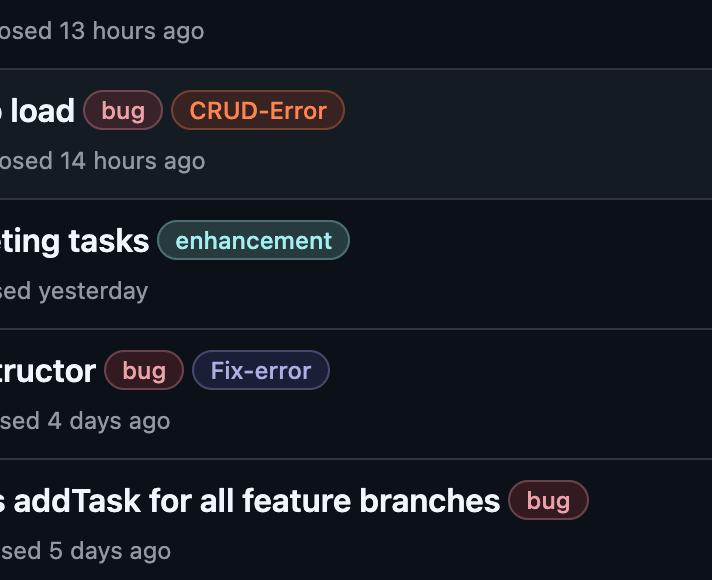 osed 13 hours ago
load bug CRUD-Error
osed 14 hours ago
eting tasks enhancement
sed yesterday
tructor bug Fix-error
sed 4 days ago
s addTask for all feature branches bug
sed 5 days ago